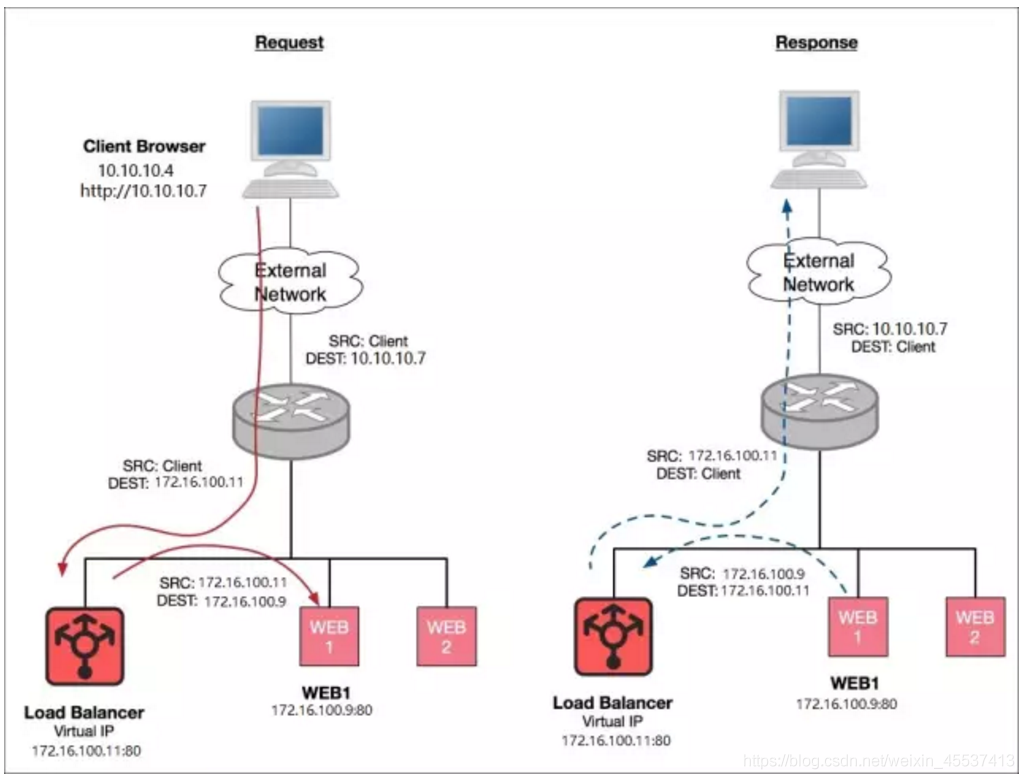 Request
Client Browser
10.10.10.4
http://10.10.10.7
External
Network
SRC: Client
DEST: 10.10.10.7
SRC: Client
DEST: 172.16.100.11
SRC: 172.16.100.11
DEST: 172.16.100.9
WEB
1
WEB
2
Load Balancer
Virtual IP
172.16.100.11:80
WEB1
172.16.100.9:80
Response
External
Network
SRC: 10.10.10.7
DEST: Client
SRC: 172.16.100.11
DEST: Client
SRC: 172.16.100.9
DEST: 172.16.100.11
WEB
1
WEB
2
Load Balancer
Virtual IP
172.16.100.11:80
WEB1
172.16.100.9:80
https://blog.csdn.net/weixin_45537413